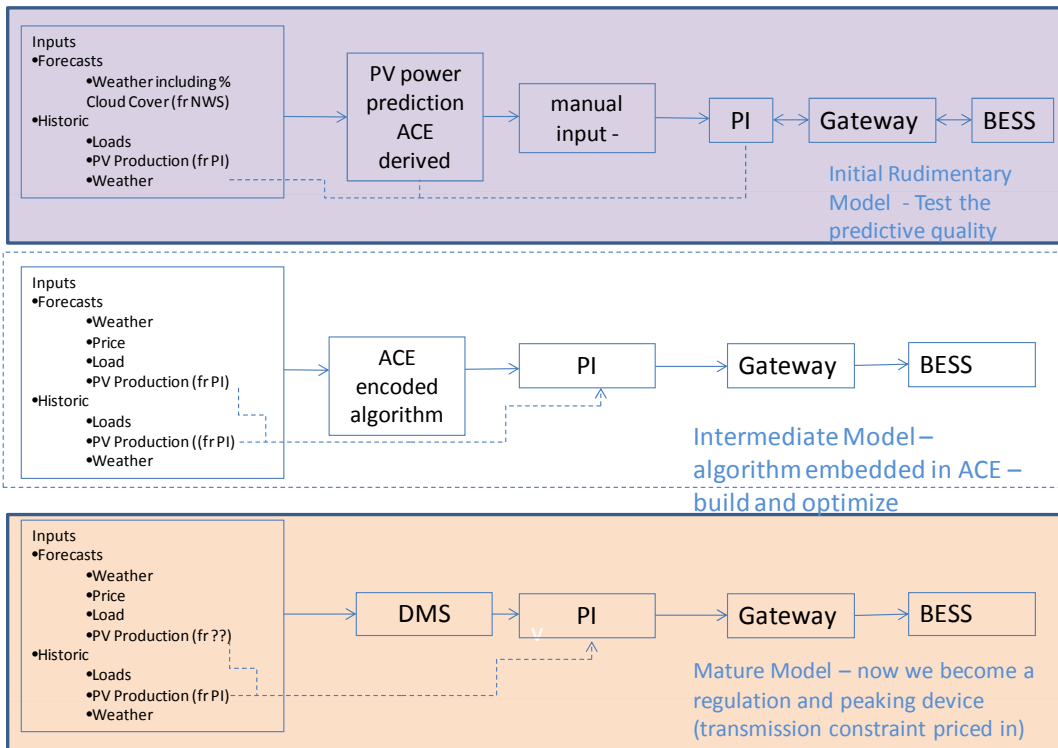 Inputs
•Forecasts
•Weather including %
Cloud Cover (fr NWS)
•Historic
•Loads
•PV Production (fr PI)
•Weather
PV power
prediction
ACE
derived
manual
input -
PI
Gateway
BESS
Initial Rudimentary
Model - Test the
predictive quality
Inputs
•Forecasts
•Weather
•Price
•Load
•PV Production (fr PI)
•Historic
•Loads
•PV Production ((fr PI)
•Weather
ACE
encoded
algorithm
PI
Gateway
BESS
Intermediate Model –
algorithm embedded in ACE –
build and optimize
Inputs
•Forecasts
•Weather
•Price
•Load
•PV Production (fr ??)
•Historic
•Loads
•PV Production (fr PI)
•Weather
DMS
PI
v
Gateway
BESS
Mature Model – now we become a
regulation and peaking device
(transmission constraint priced in)